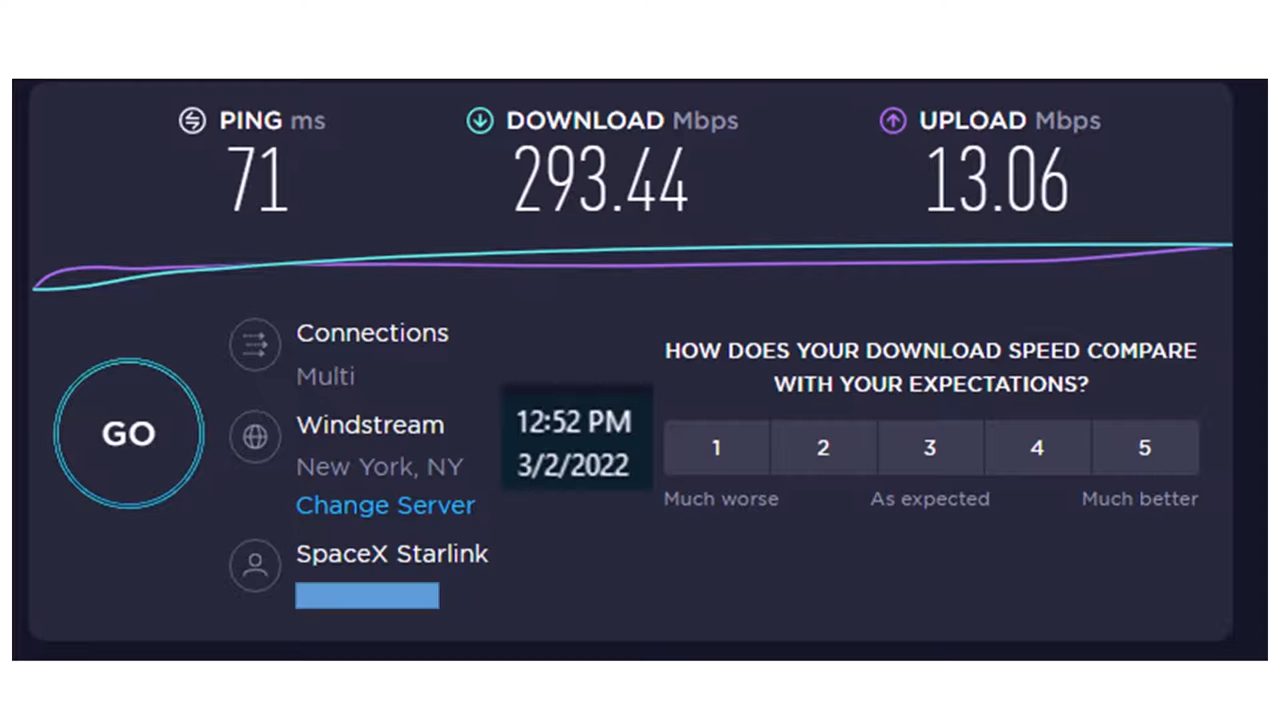 PING ms
71
DOWNLOAD Mbps
293.44
UPLOAD Mbps
13.06
GO
Connections
Multi
Windstream
New York, NY
Change Server
SpaceX Starlink
12:52 PM
3/2/2022
HOW DOES YOUR DOWNLOAD SPEED COMPARE
WITH YOUR EXPECTATIONS?
1 2 3 4 5
Much worse As expected Much better